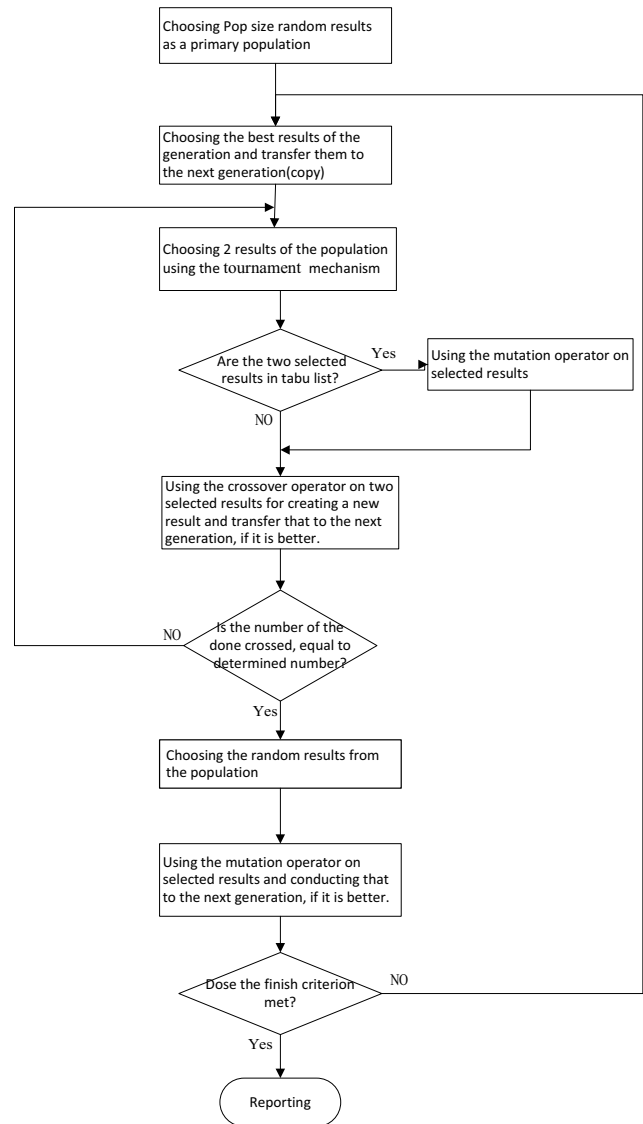 Choosing Pop size random results
as a primary population
Choosing the best results of the
generation and transfer them to
the next generation(copy)
Choosing 2 results of the population
using the tournament mechanism
Are the two selected
results in tabu list?
Yes
Using the mutation operator on
selected results
NO
Using the crossover operator on two
selected results for creating a new
result and transfer that to the next
generation, if it is better.
NO
Is the number of the
done crossed, equal to
determined number?
Yes
Choosing the random results from
the population
Using the mutation operator on
selected results and conducting that
to the next generation, if it is better.
Dose the finish criterion
met?
NO
Yes
Reporting